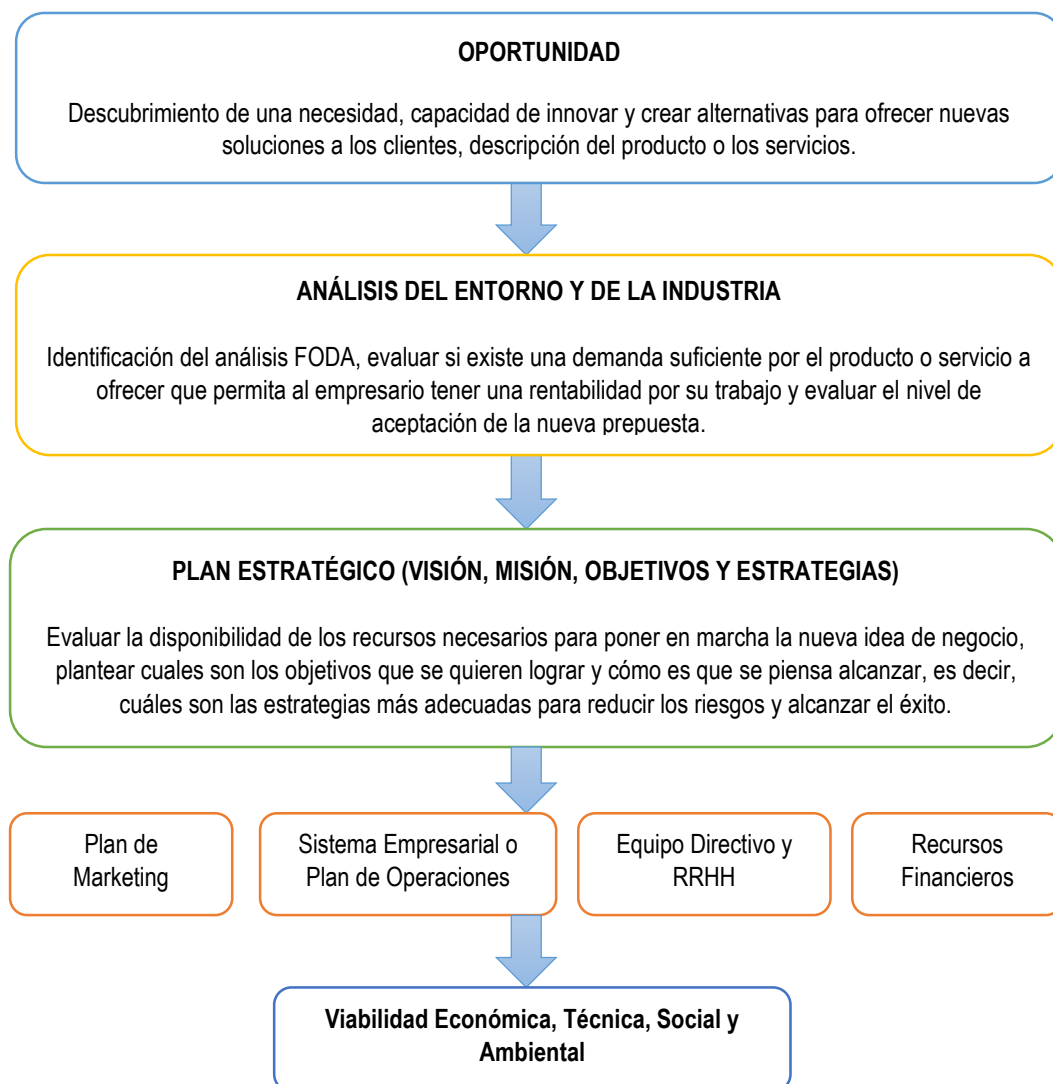 OPORTUNIDAD
Descubrimiento de una necesidad, capacidad de innovar y crear alternativas para ofrecer nuevas
soluciones a los clientes, descripción del producto o los servicios.
ANÁLISIS DEL ENTORNO Y DE LA INDUSTRIA
Identificación del análisis FODA, evaluar si existe una demanda suficiente por el producto o servicio a
ofrecer que permita al empresario tener una rentabilidad por su trabajo y evaluar el nivel de
aceptación de la nueva prepuesta.
PLAN ESTRATÉGICO (VISIÓN, MISIÓN, OBJETIVOS Y ESTRATEGIAS)
Evaluar la disponibilidad de los recursos necesarios para poner en marcha la nueva idea de negocio,
plantear cuales son los objetivos que se quieren lograr y cómo es que se piensa alcanzar, es decir,
cuáles son las estrategias más adecuadas para reducir los riesgos y alcanzar el éxito.
Plan de
Marketing
Sistema Empresarial o
Plan de Operaciones
Equipo Directivo y
RRHH
Recursos
Financieros
Viabilidad Económica, Técnica, Social y
Ambiental